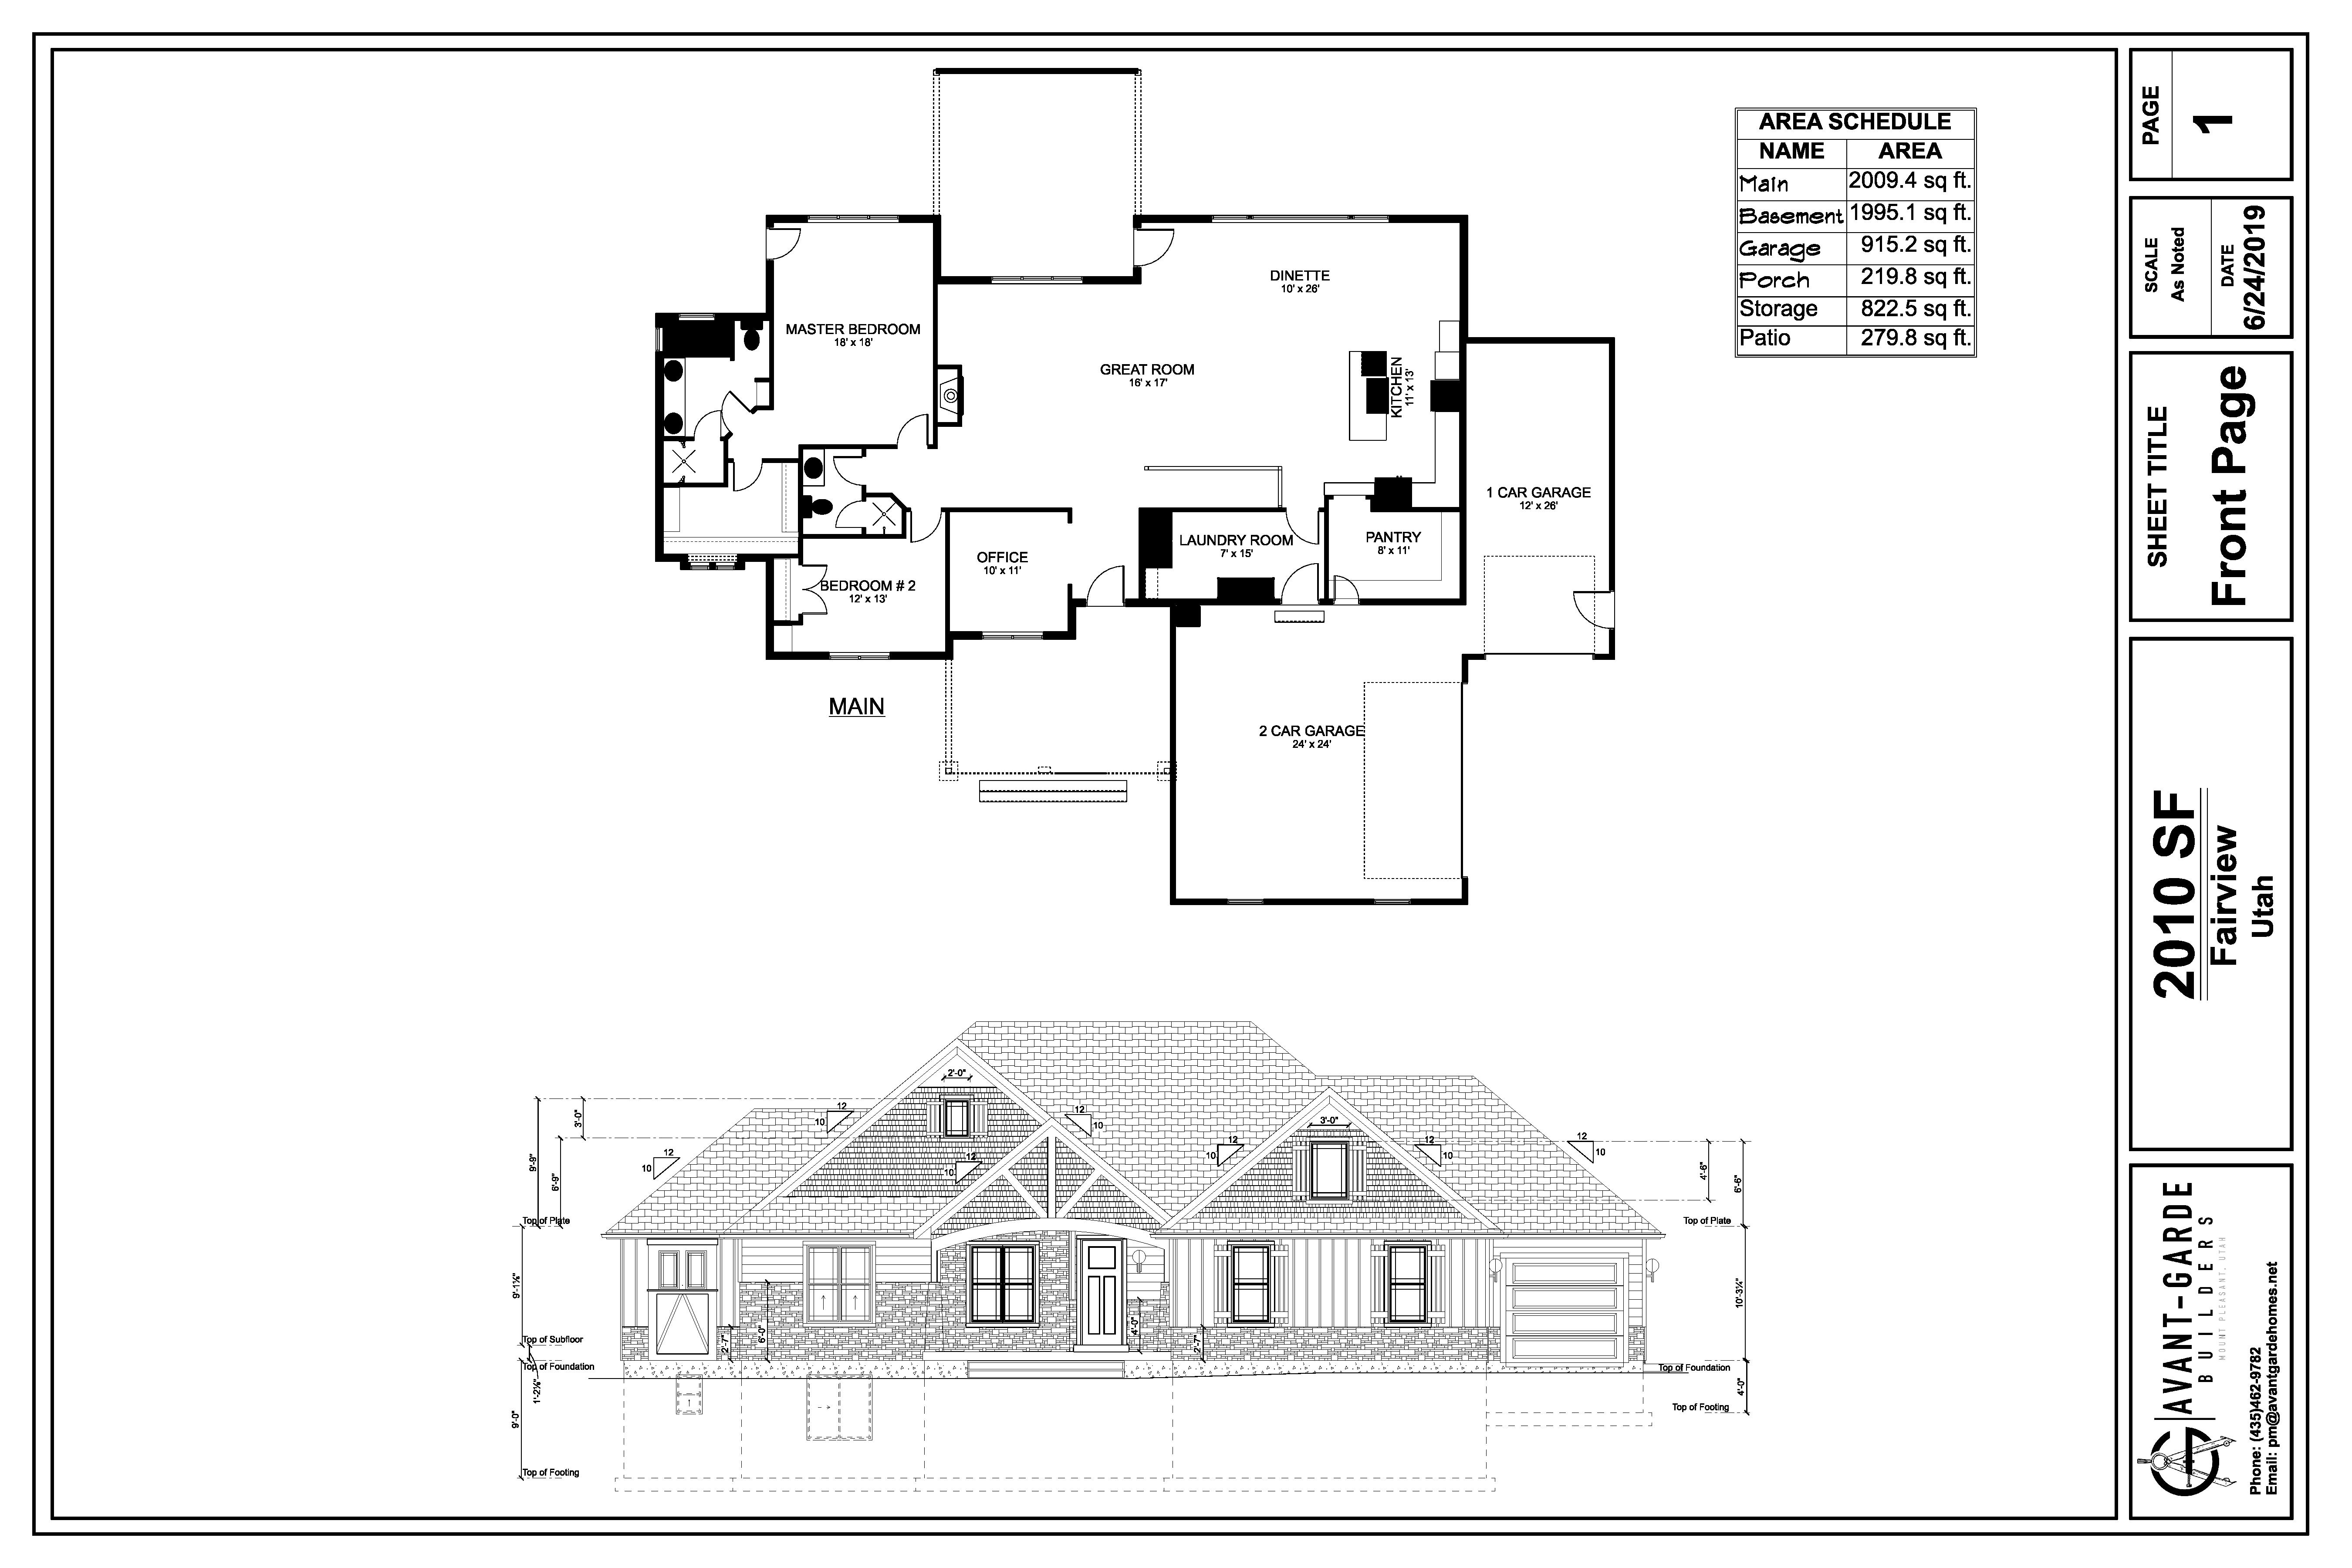 AREA SCHEDULE
NAME AREA
Main 2009.4 sq ft.
Basement 1995.1 sq ft.
Garage 915.2 sq ft.
Porch 219.8 sq ft.
Storage 822.5 sq ft.
Patio 279.8 sq ft.
DINETTE
10' x 26'
MASTER BEDROOM
18' x 18'
GREAT ROOM
16' x 17'
KITCHEN
11' x 13'
1 CAR GARAGE
12' x 26'
LAUNDRY ROOM
7' x 15'
PANTRY
8' x 11'
OFFICE
10' x 11'
BEDROOM # 2
12' x 13'
MAIN
2 CAR GARAGE
24' x 24'
2'-0"
3'-0"
12
10
12
10
9'-9"
6'-9"
12
10
12
10
3'-0"
12
10
12
10
12
10
4'-6"
6'-6"
Top of Plate
Top of Plate
9'-1⅛"
10'-3¼"
6'-0"
2'-7"
4'-0"
2'-7"
Top of Subfloor
Top of Foundation
Top of Foundation
1'-2⅛"
9'-0"
4'-0"
Top of Footing
Top of Footing
PAGE
1
SCALE
As Noted
DATE
6/24/2019
SHEET TITLE
Front Page
2010 SF
Fairview
Utah
AVANT-GARDE
BUILDERS
MOUNT PLEASANT, UTAH
Phone: (435)462-9782
Email: pm@avantgardehomes.net